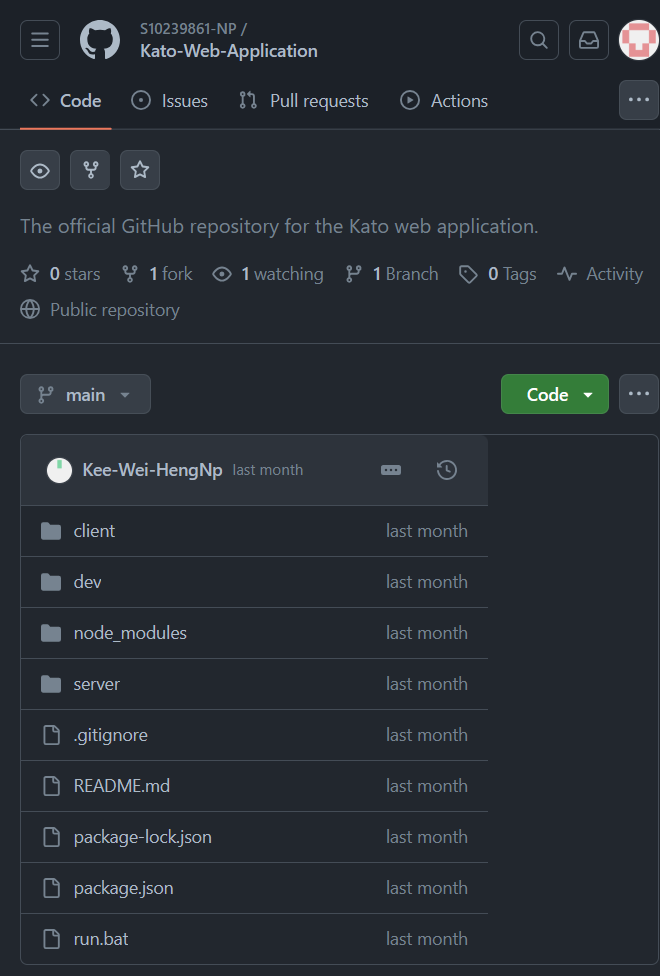 S10239861-NP /
Kato-Web-Application
Code Issues Pull requests Actions
The official GitHub repository for the Kato web application.
0 stars 1 fork 1 watching 1 Branch 0 Tags Activity
Public repository
main Code
Kee-Wei-HengNp last month
client last month
dev last month
node_modules last month
server last month
.gitignore last month
README.md last month
package-lock.json last month
package.json last month
run.bat last month